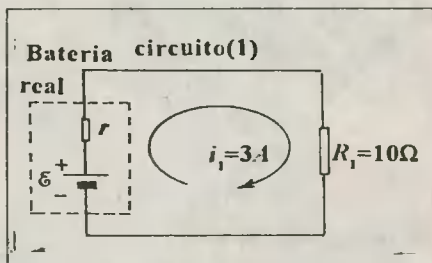 Bateria circuito(1)
real
r
ε
+
−
i₁=3A
R₁=10Ω